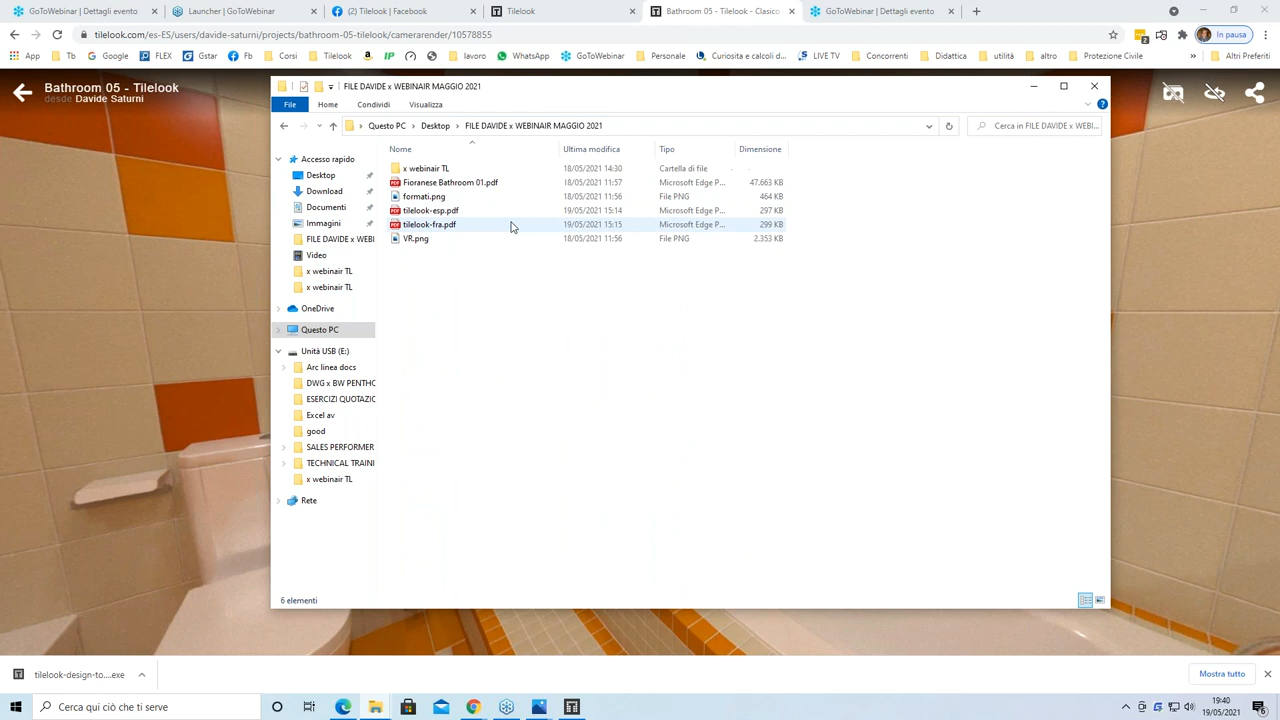 GoToWebinar | Dettagli evento
Launcher | GoToWebinar
(2) Tilelook | Facebook
Tilelook
Bathroom 05 - Tilelook - Clasico
GoToWebinar | Dettagli evento
tilelook.com/es-ES/users/davide-saturni/projects/bathroom-05-tilelook/camerarender/10578855
2
In pausa
App
Tv
Google
FLEX
Gstar
Fb
Corsi
Tilelook
IP
lavoro
WhatsApp
GoToWebinar
Personale
Curiosita e calcoli d...
LIVE TV
Concorrenti
Didattica
utilità
altro
Protezione Civile
»
Altri Preferiti
Bathroom 05 - Tilelook
desde Davide Saturni
FILE DAVIDE x WEBINAIR MAGGIO 2021
File
Home
Condividi
Visualizza
Questo PC > Desktop > FILE DAVIDE x WEBINAIR MAGGIO 2021
Cerca in FILE DAVIDE x WEBI...
Nome
Ultima modifica
Tipo
Dimensione
x webinair TL 18/05/2021 14:30 Cartella di file
Fioranese Bathroom 01.pdf 18/05/2021 11:57 Microsoft Edge P... 47.663 KB
formati.png 18/05/2021 11:56 File PNG 464 KB
tilelook-esp.pdf 19/05/2021 15:14 Microsoft Edge P... 297 KB
tilelook-fra.pdf 19/05/2021 15:15 Microsoft Edge P... 299 KB
VR.png 18/05/2021 11:56 File PNG 2.353 KB
Accesso rapido
Desktop
Download
Documenti
Immagini
FILE DAVIDE x WEBI
Video
x webinair TL
x webinair TL
OneDrive
Questo PC
Unità USB (E:)
Arc linea docs
DWG x BW PENTHC
ESERCIZI QUOTAZIC
Excel av
good
SALES PERFORMER
TECHNICAL TRAINI
x webinair TL
Rete
6 elementi
tilelook-design-to....exe
Mostra tutto
Cerca qui ciò che ti serve
19:40
19/05/2021